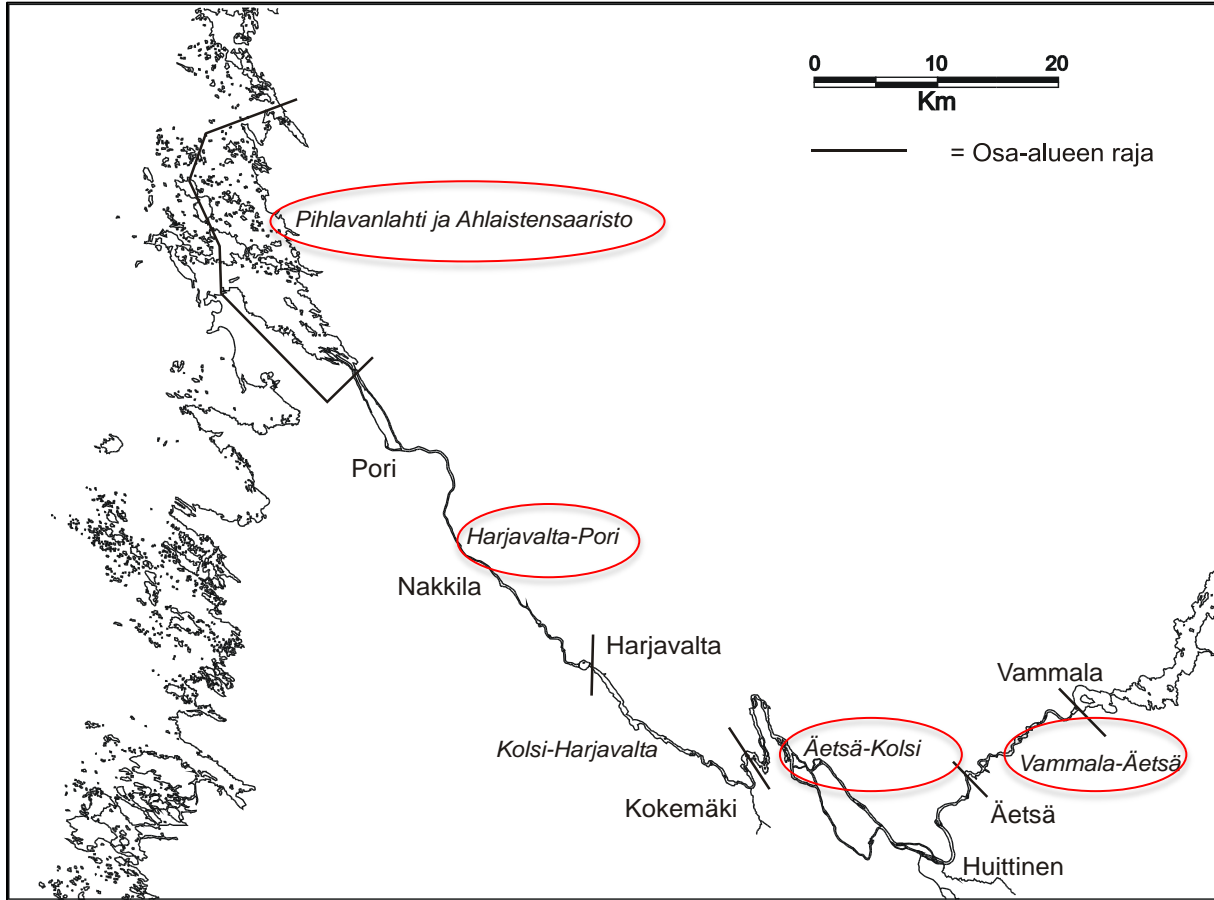 0 10 20
Km
= Osa-alueen raja
Pihlavanlahti ja Ahlaistensaaristo
Pori
Harjavalta-Pori
Nakkila
Harjavalta
Vammala
Kolsi-Harjavalta
Äetsä-Kolsi
Vammala-Äetsä
Kokemäki
Äetsä
Huittinen